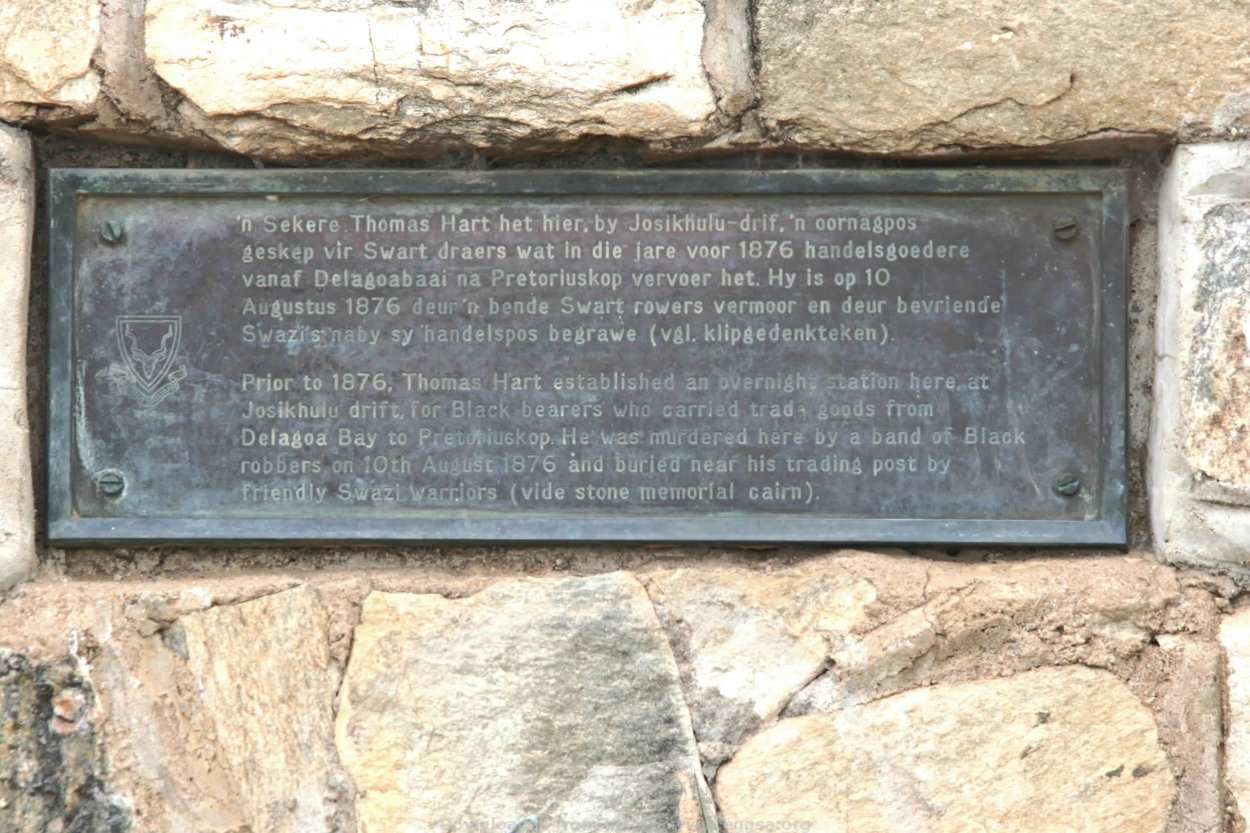 'n Sekere Thomas Hart het hier, by Josikhulu-drif, 'n oornagpos
geskep vir Swart draers wat in die jare voor 1876 handelsgoedere
vanaf Delagoabaai na Pretoriuskop vervoer het. Hy is op 10
Augustus 1876 deur 'n bende Swart rowers vermoor en deur bevriende
Swazi's naby sy handelspos begrawe (vgl. klipgedenkteken).
Prior to 1876, Thomas Hart established an overnight station here, at
Josikhulu drift, for Black bearers who carried trade goods from
Delagoa Bay to Pretoriuskop. He was murdered here by a band of Black
robbers on 10th August 1876 and buried near his trading post by
friendly Swazi warriors (vide stone memorial cairn).